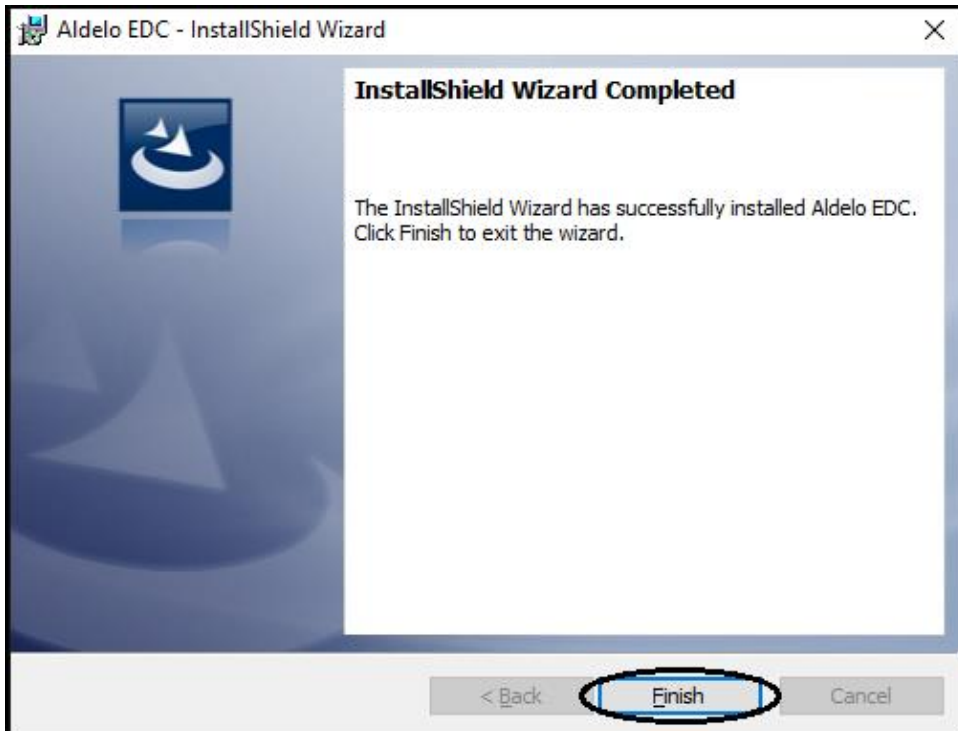 Aldelo EDC - InstallShield Wizard
InstallShield Wizard Completed
The InstallShield Wizard has successfully installed Aldelo EDC.
Click Finish to exit the wizard.
< Back Finish Cancel